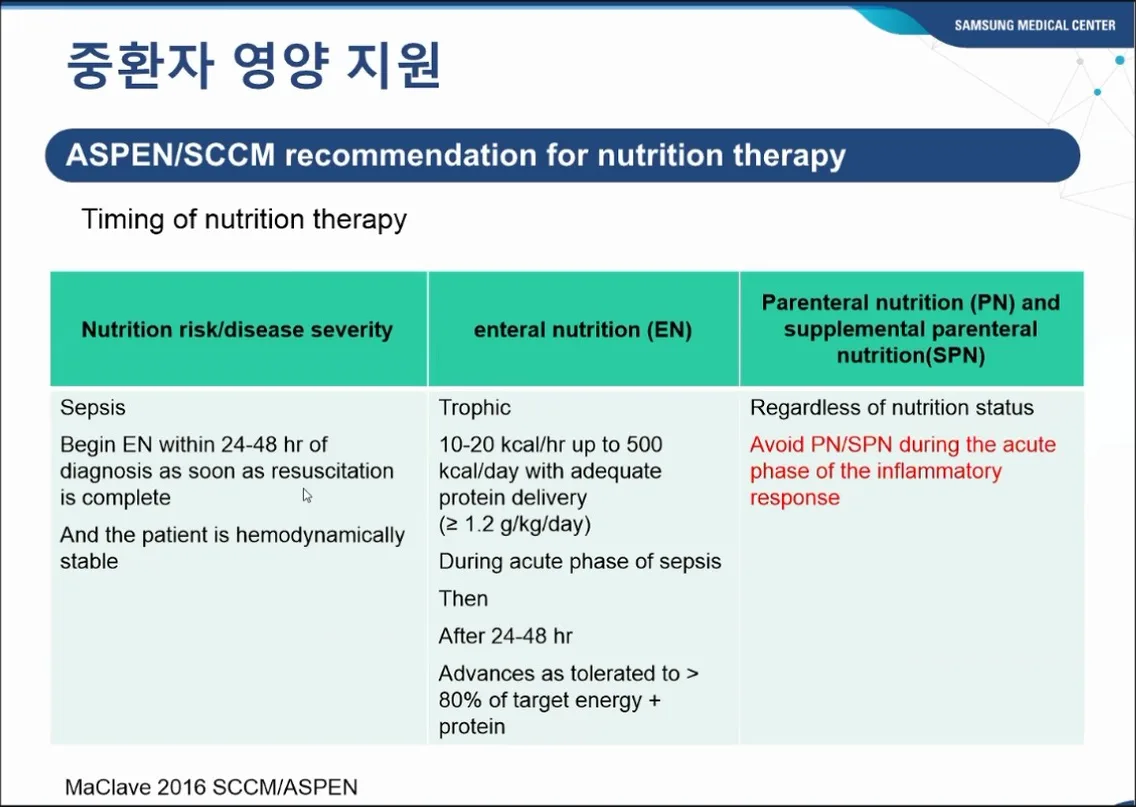 SAMSUNG MEDICAL CENTER
중환자 영양 지원
ASPEN/SCCM recommendation for nutrition therapy
Timing of nutrition therapy
Nutrition risk/disease severity
enteral nutrition (EN)
Parenteral nutrition (PN) and
supplemental parenteral
nutrition(SPN)
Sepsis
Begin EN within 24-48 hr of
diagnosis as soon as resuscitation
is complete
And the patient is hemodynamically
stable
Trophic
10-20 kcal/hr up to 500
kcal/day with adequate
protein delivery
(≥ 1.2 g/kg/day)
During acute phase of sepsis
Then
After 24-48 hr
Advances as tolerated to >
80% of target energy +
protein
Regardless of nutrition status
Avoid PN/SPN during the acute
phase of the inflammatory
response
MaClave 2016 SCCM/ASPEN